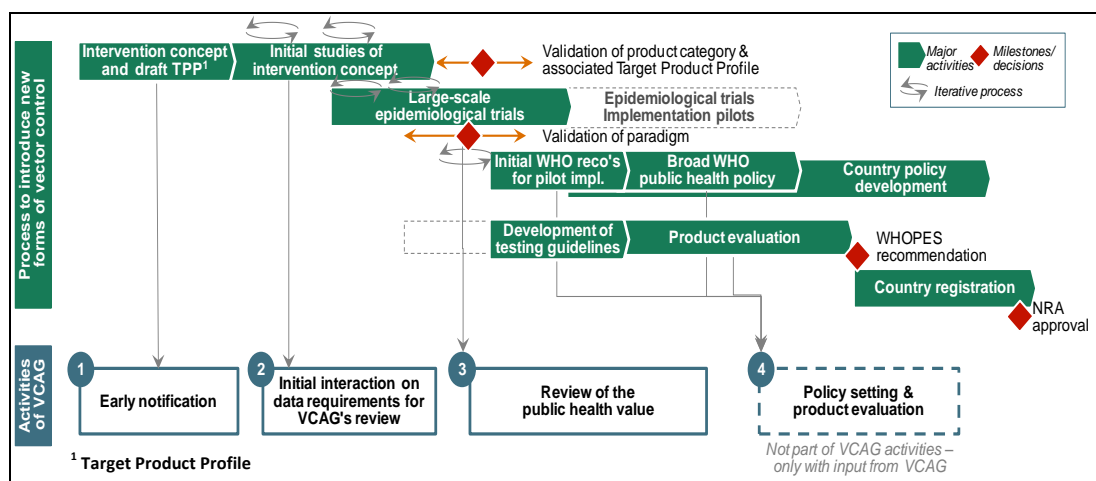 Process to introduce new
forms of vector control
Intervention concept
and draft TPP1
Initial studies of
intervention concept
Validation of product category &
associated Target Product Profile
Major
activities
Milestones/
decisions
Iterative process
Large-scale
epidemiological trials
Epidemiological trials
Implementation pilots
Validation of paradigm
Initial WHO reco's
for pilot impl.
Broad WHO
public health policy
Country policy
development
Development of
testing guidelines
Product evaluation
WHOPES
recommendation
Country registration
NRA
approval
Activities
of VCAG
1
Early notification
2
Initial interaction on
data requirements for
VCAG's review
3
Review of the
public health value
4
Policy setting &
product evaluation
Not part of VCAG activities –
only with input from VCAG
1 Target Product Profile